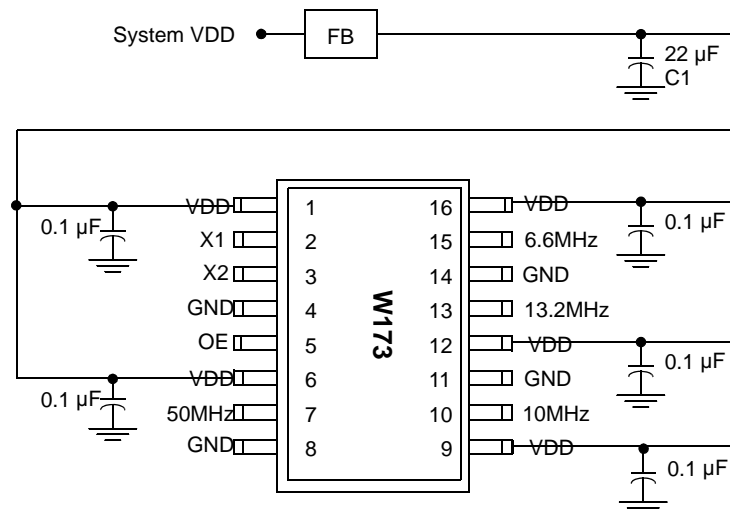 System VDD
FB
22 µF
C1
VDD 1 16 VDD
0.1 µF 0.1 µF
X1 2 15 6.6MHz
X2 3 14 GND
GND 4 13 13.2MHz
W173
OE 5 12 VDD
VDD 6 11 GND
0.1 µF 0.1 µF
50MHz 7 10 10MHz
GND 8 9 VDD
0.1 µF